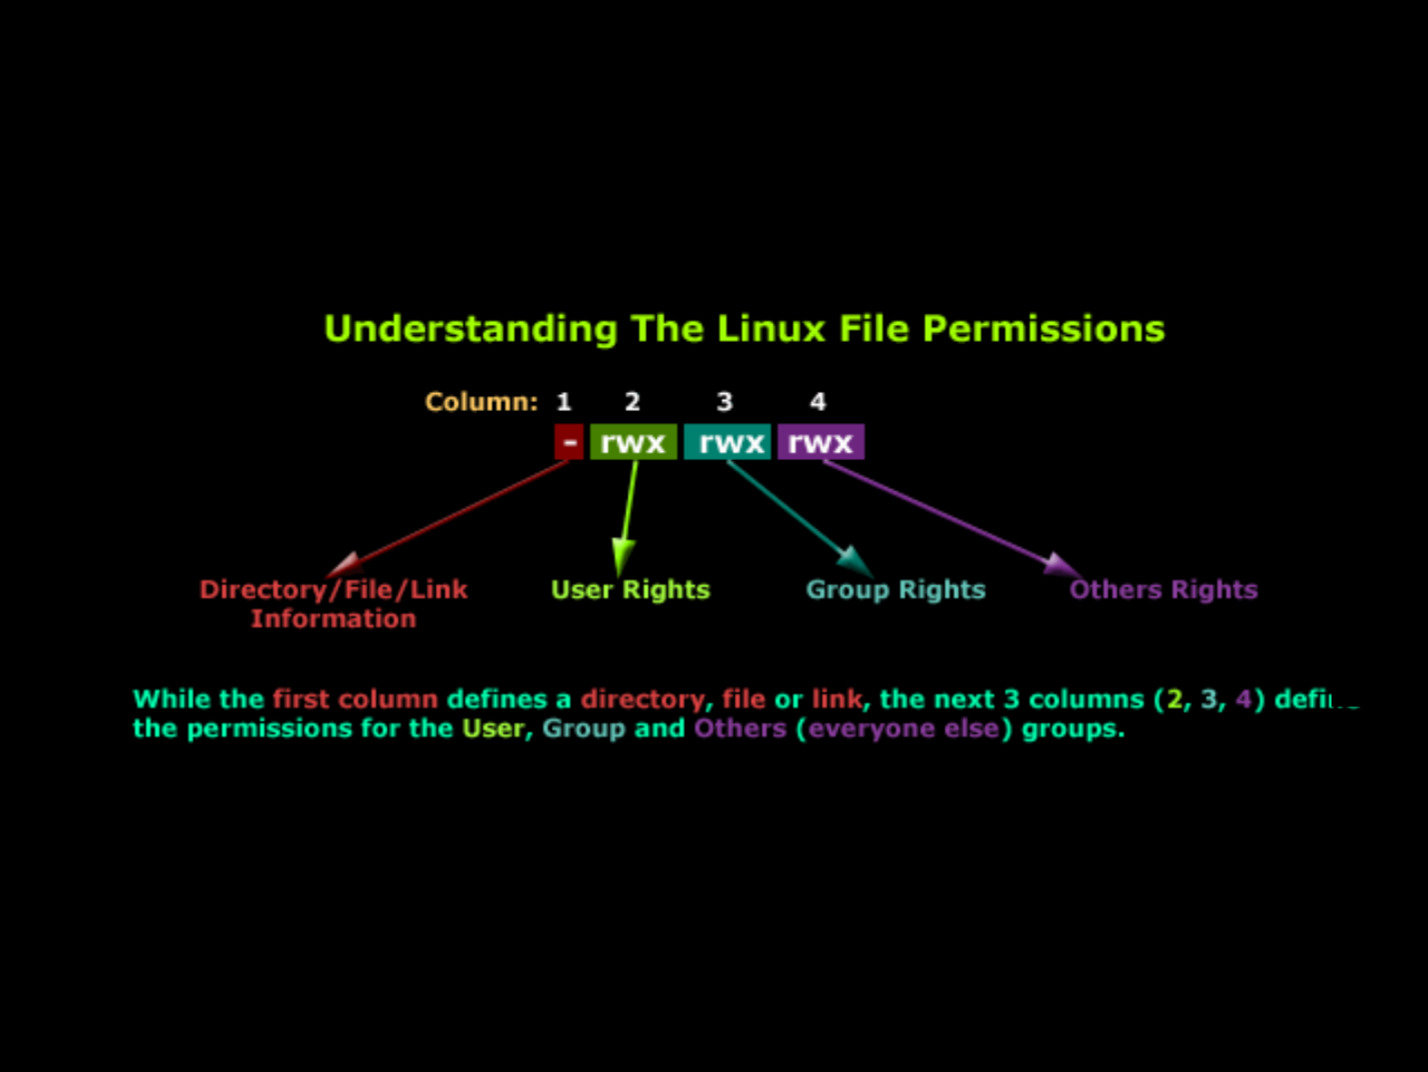 Understanding The Linux File Permissions
Column: 1 2 3 4
- rwx rwx rwx
Directory/File/Link
Information
User Rights
Group Rights
Others Rights
While the first column defines a directory, file or link, the next 3 columns (2, 3, 4)
the permissions for the User, Group and Others (everyone else) groups.